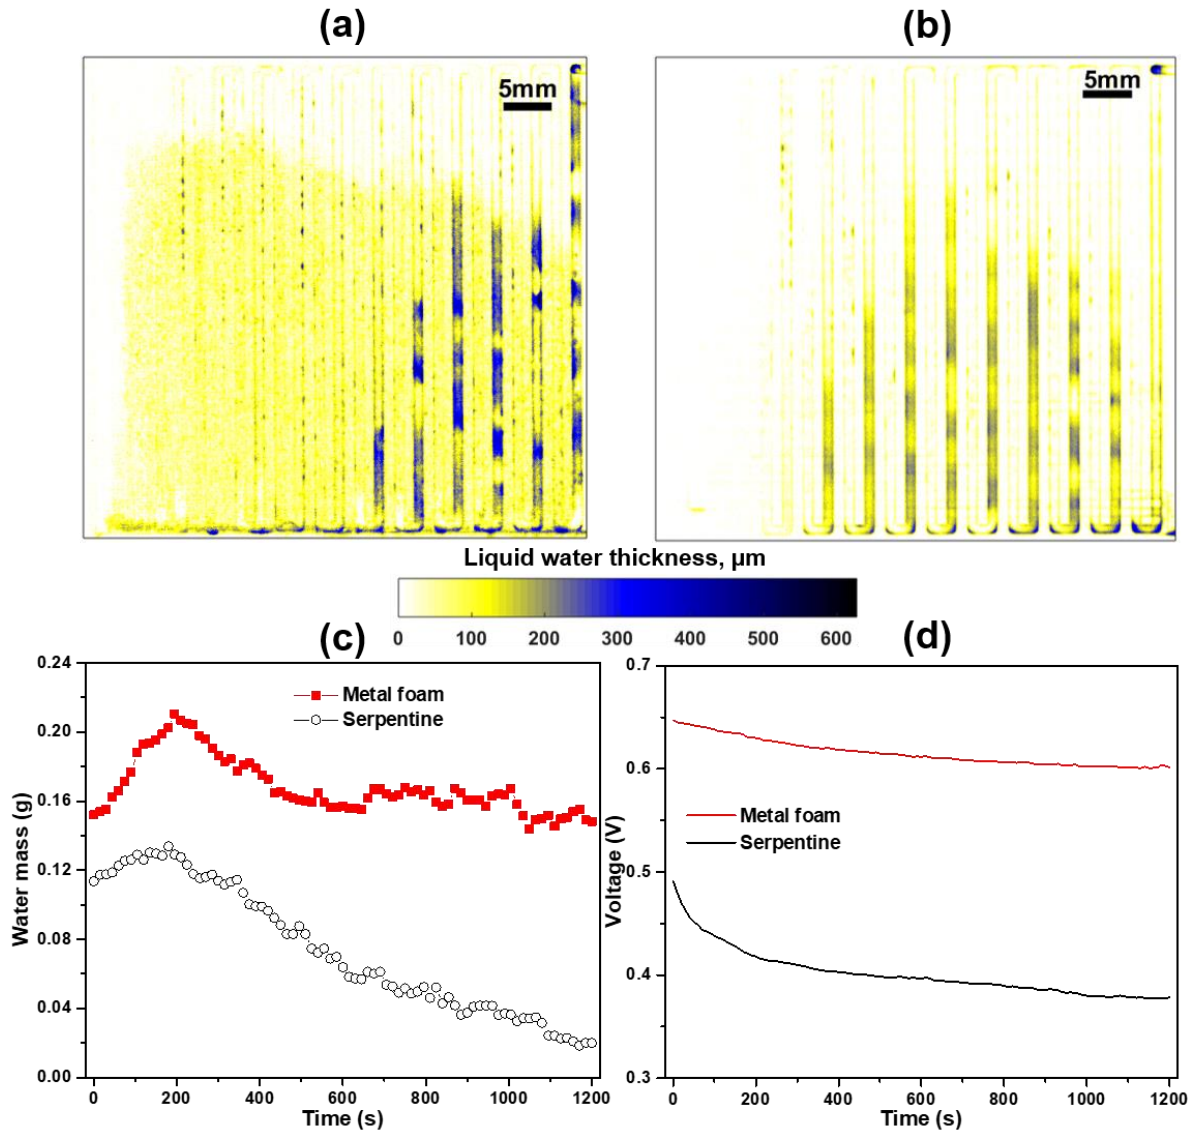 (a)
(b)
5mm
5mm
Liquid water thickness, μm
0 100 200 300 400 500 600
(c)
(d)
0.24
0.20
0.16
0.12
0.08
0.04
0.00
Water mass (g)
Metal foam
Serpentine
0 200 400 600 800 1000 1200
Time (s)
0.7
0.6
0.5
0.4
0.3
Voltage (V)
Metal foam
Serpentine
0 200 400 600 800 1000 1200
Time (s)